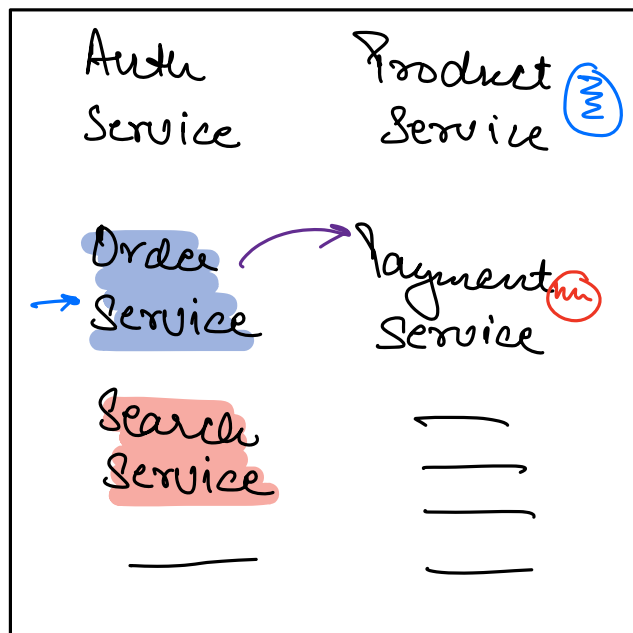 Auth
Service
Product
Service
Order
Service
Payment
Service
Search
Service